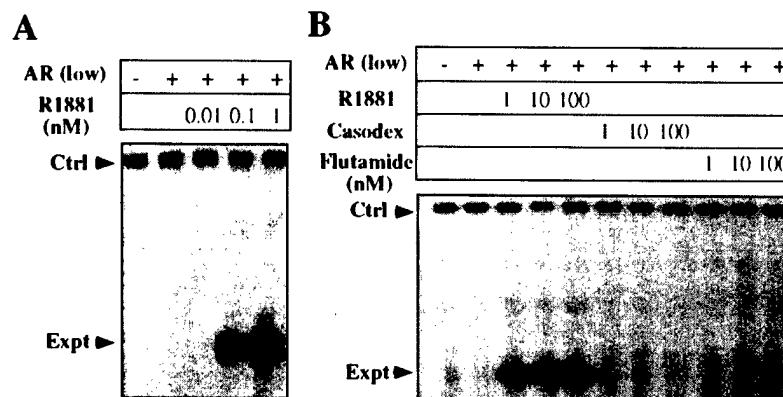 A
AR (low) - + + + +
R1881 (nM) 0.01 0.1 1
Ctrl
Expt
B
AR (low) - + + + + + + + + + +
R1881 1 10 100
Casodex 1 10 100
Flutamide (nM) 1 10 100
Ctrl
Expt